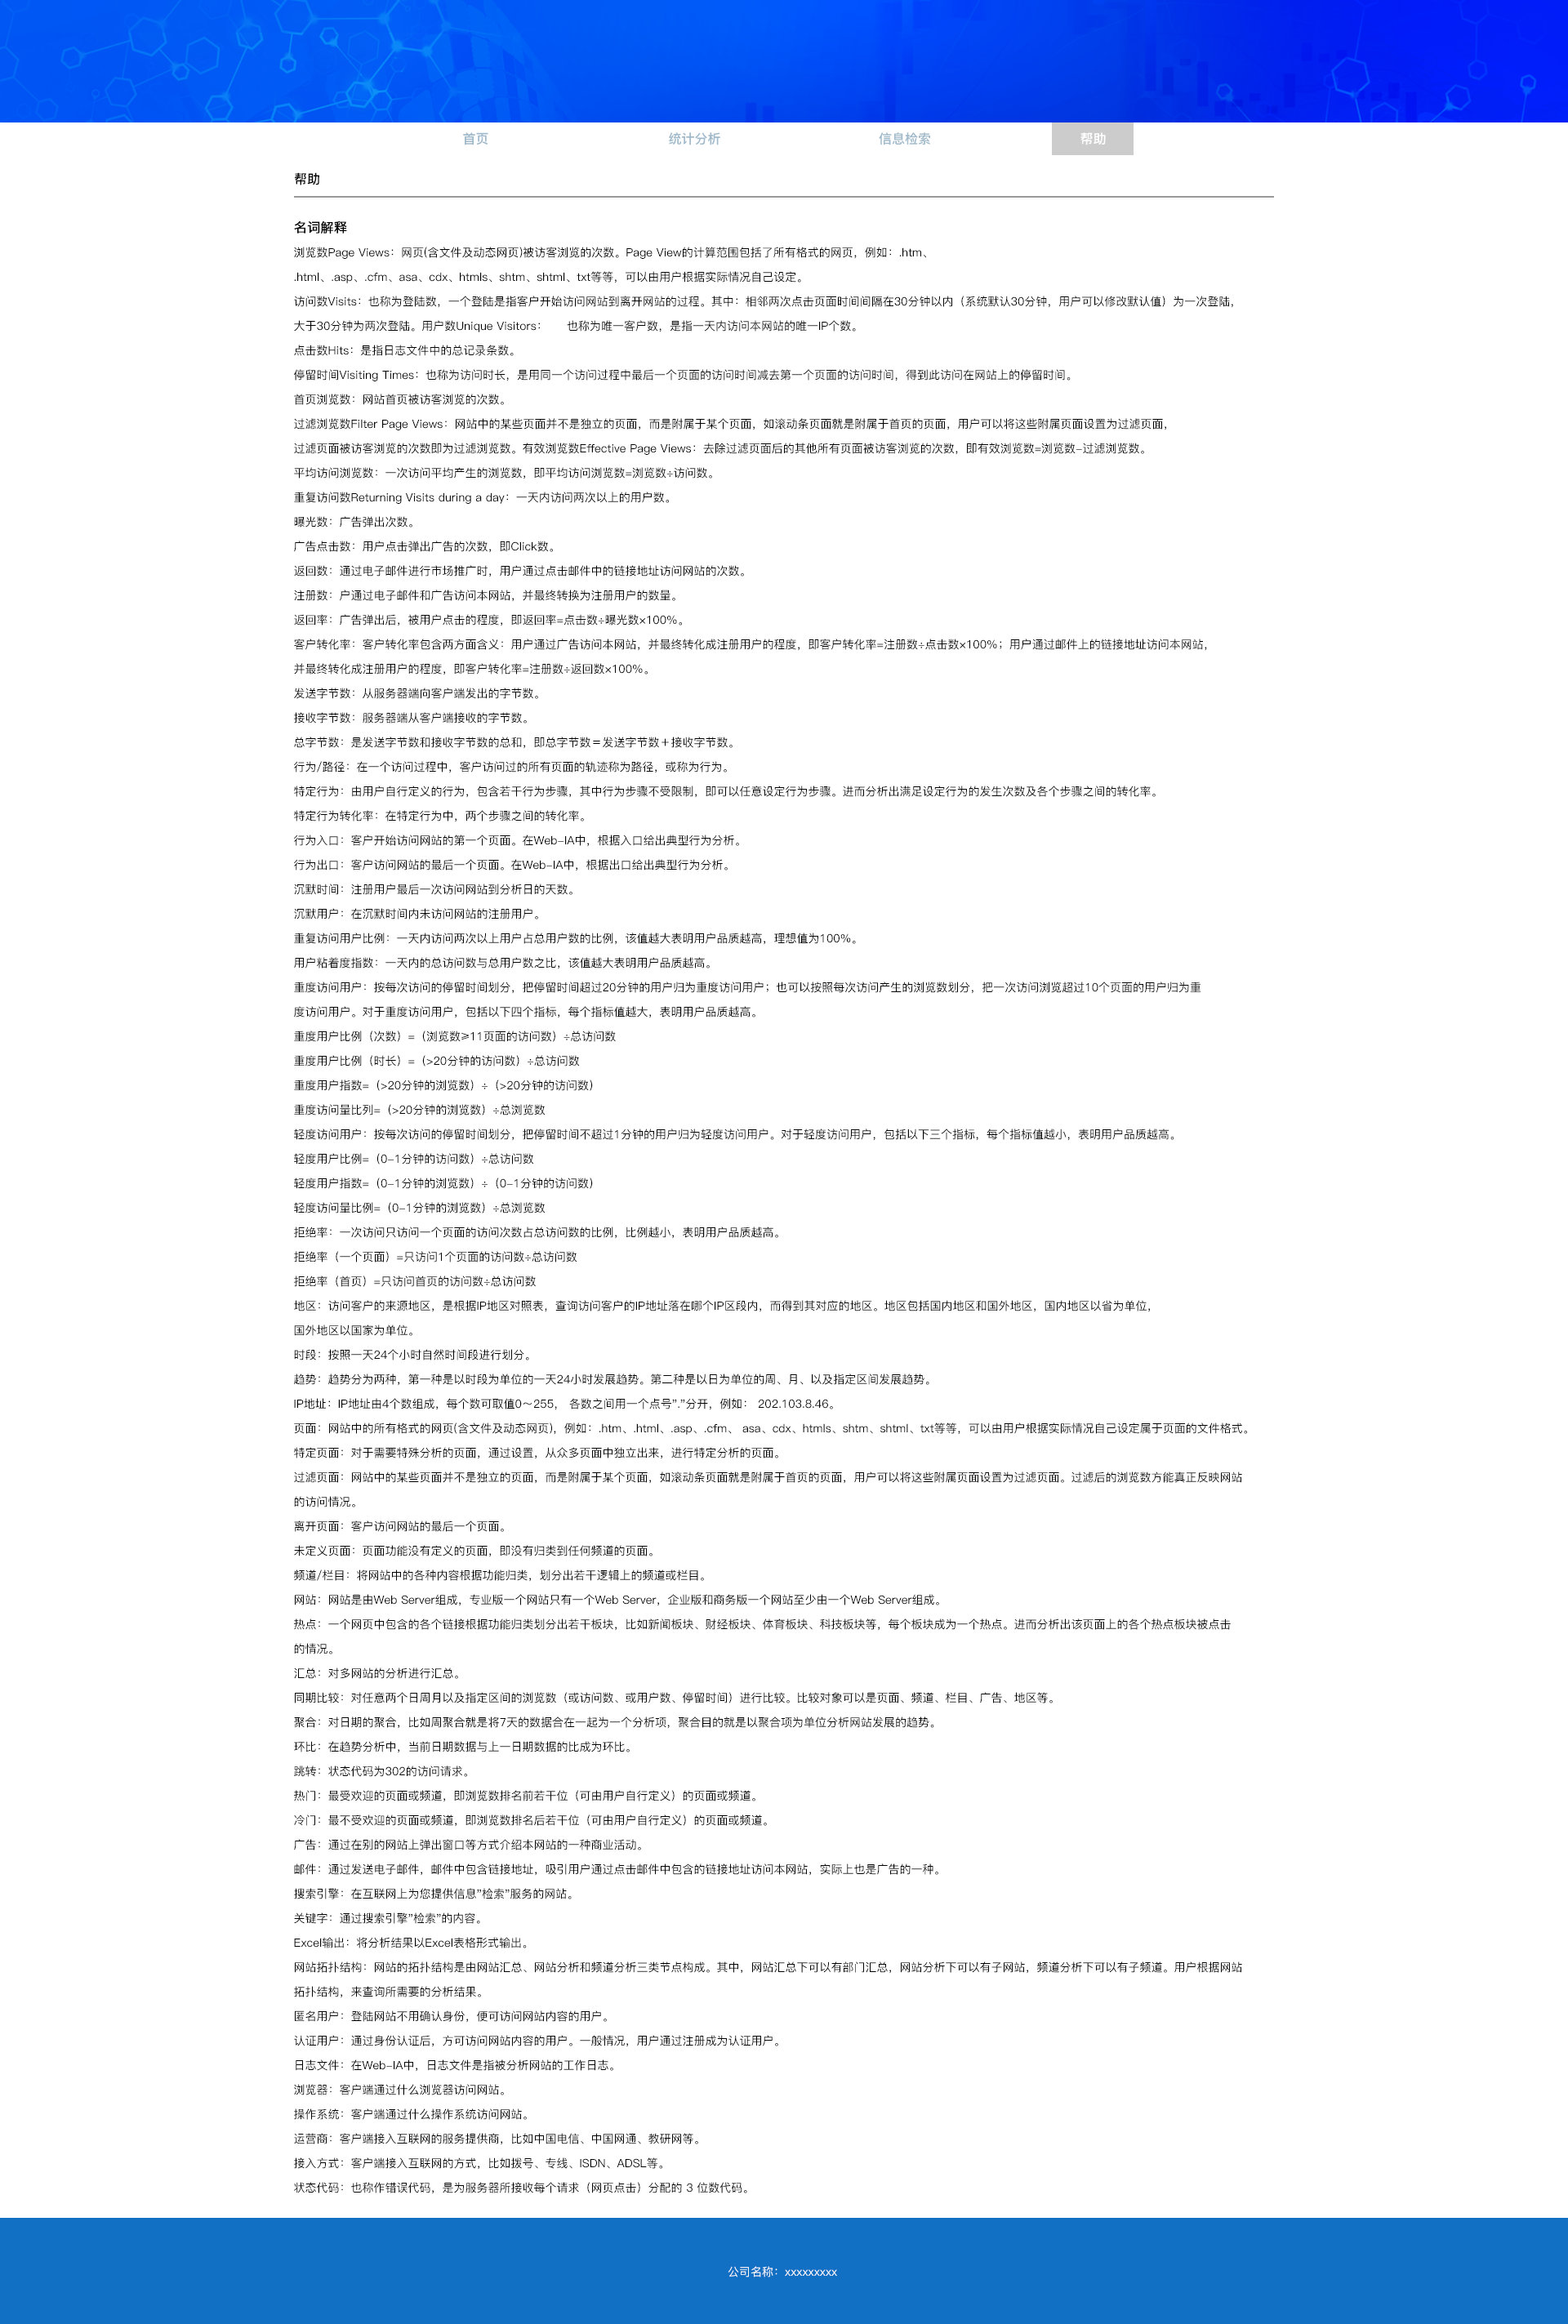 首页
统计分析
信息检索
帮助
帮助
名词解释
浏览数Page Views：网页(含文件及动态网页)被访客浏览的次数。Page View的计算范围包括了所有格式的网页，例如：.htm、
.html、.asp、.cfm、asa、cdx、htmls、shtm、shtml、txt等等，可以由用户根据实际情况自己设定。
访问数Visits：也称为登陆数，一个登陆是指客户开始访问网站到离开网站的过程。其中：相邻两次点击页面时间间隔在30分钟以内（系统默认30分钟，用户可以修改默认值）为一次登陆，
大于30分钟为两次登陆。用户数Unique Visitors：　　也称为唯一客户数，是指一天内访问本网站的唯一IP个数。
点击数Hits：是指日志文件中的总记录条数。
停留时间Visiting Times：也称为访问时长，是用同一个访问过程中最后一个页面的访问时间减去第一个页面的访问时间，得到此访问在网站上的停留时间。
首页浏览数：网站首页被访客浏览的次数。
过滤浏览数Filter Page Views：网站中的某些页面并不是独立的页面，而是附属于某个页面，如滚动条页面就是附属于首页的页面，用户可以将这些附属页面设置为过滤页面，
过滤页面被访客浏览的次数即为过滤浏览数。有效浏览数Effective Page Views：去除过滤页面后的其他所有页面被访客浏览的次数，即有效浏览数=浏览数-过滤浏览数。
平均访问浏览数：一次访问平均产生的浏览数，即平均访问浏览数=浏览数÷访问数。
重复访问数Returning Visits during a day：一天内访问两次以上的用户数。
曝光数：广告弹出次数。
广告点击数：用户点击弹出广告的次数，即Click数。
返回数：通过电子邮件进行市场推广时，用户通过点击邮件中的链接地址访问网站的次数。
注册数：户通过电子邮件和广告访问本网站，并最终转换为注册用户的数量。
返回率：广告弹出后，被用户点击的程度，即返回率=点击数÷曝光数×100%。
客户转化率：客户转化率包含两方面含义：用户通过广告访问本网站，并最终转化成注册用户的程度，即客户转化率=注册数÷点击数×100%；用户通过邮件上的链接地址访问本网站，
并最终转化成注册用户的程度，即客户转化率=注册数÷返回数×100%。
发送字节数：从服务器端向客户端发出的字节数。
接收字节数：服务器端从客户端接收的字节数。
总字节数：是发送字节数和接收字节数的总和，即总字节数＝发送字节数＋接收字节数。
行为/路径：在一个访问过程中，客户访问过的所有页面的轨迹称为路径，或称为行为。
特定行为：由用户自行定义的行为，包含若干行为步骤，其中行为步骤不受限制，即可以任意设定行为步骤。进而分析出满足设定行为的发生次数及各个步骤之间的转化率。
特定行为转化率：在特定行为中，两个步骤之间的转化率。
行为入口：客户开始访问网站的第一个页面。在Web-IA中，根据入口给出典型行为分析。
行为出口：客户访问网站的最后一个页面。在Web-IA中，根据出口给出典型行为分析。
沉默时间：注册用户最后一次访问网站到分析日的天数。
沉默用户：在沉默时间内未访问网站的注册用户。
重复访问用户比例：一天内访问两次以上用户占总用户数的比例，该值越大表明用户品质越高，理想值为100%。
用户粘着度指数：一天内的总访问数与总用户数之比，该值越大表明用户品质越高。
重度访问用户：按每次访问的停留时间划分，把停留时间超过20分钟的用户归为重度访问用户；也可以按照每次访问产生的浏览数划分，把一次访问浏览超过10个页面的用户归为重
度访问用户。对于重度访问用户，包括以下四个指标，每个指标值越大，表明用户品质越高。
重度用户比例（次数）=（浏览数≥11页面的访问数）÷总访问数
重度用户比例（时长）=（>20分钟的访问数）÷总访问数
重度用户指数=（>20分钟的浏览数）÷（>20分钟的访问数）
重度访问量比列=（>20分钟的浏览数）÷总浏览数
轻度访问用户：按每次访问的停留时间划分，把停留时间不超过1分钟的用户归为轻度访问用户。对于轻度访问用户，包括以下三个指标，每个指标值越小，表明用户品质越高。
轻度用户比例=（0-1分钟的访问数）÷总访问数
轻度用户指数=（0-1分钟的浏览数）÷（0-1分钟的访问数）
轻度访问量比例=（0-1分钟的浏览数）÷总浏览数
拒绝率：一次访问只访问一个页面的访问次数占总访问数的比例，比例越小，表明用户品质越高。
拒绝率（一个页面）=只访问1个页面的访问数÷总访问数
拒绝率（首页）=只访问首页的访问数÷总访问数
地区：访问客户的来源地区，是根据IP地区对照表，查询访问客户的IP地址落在哪个IP区段内，而得到其对应的地区。地区包括国内地区和国外地区，国内地区以省为单位，
国外地区以国家为单位。
时段：按照一天24个小时自然时间段进行划分。
趋势：趋势分为两种，第一种是以时段为单位的一天24小时发展趋势。第二种是以日为单位的周、月、以及指定区间发展趋势。
IP地址：IP地址由4个数组成，每个数可取值0～255， 各数之间用一个点号"."分开，例如： 202.103.8.46。
页面：网站中的所有格式的网页(含文件及动态网页)，例如：.htm、.html、.asp、.cfm、 asa、cdx、htmls、shtm、shtml、txt等等，可以由用户根据实际情况自己设定属于页面的文件格式。
特定页面：对于需要特殊分析的页面，通过设置，从众多页面中独立出来，进行特定分析的页面。
过滤页面：网站中的某些页面并不是独立的页面，而是附属于某个页面，如滚动条页面就是附属于首页的页面，用户可以将这些附属页面设置为过滤页面。过滤后的浏览数方能真正反映网站
的访问情况。
离开页面：客户访问网站的最后一个页面。
未定义页面：页面功能没有定义的页面，即没有归类到任何频道的页面。
频道/栏目：将网站中的各种内容根据功能归类，划分出若干逻辑上的频道或栏目。
网站：网站是由Web Server组成，专业版一个网站只有一个Web Server，企业版和商务版一个网站至少由一个Web Server组成。
热点：一个网页中包含的各个链接根据功能归类划分出若干板块，比如新闻板块、财经板块、体育板块、科技板块等，每个板块成为一个热点。进而分析出该页面上的各个热点板块被点击
的情况。
汇总：对多网站的分析进行汇总。
同期比较：对任意两个日周月以及指定区间的浏览数（或访问数、或用户数、停留时间）进行比较。比较对象可以是页面、频道、栏目、广告、地区等。
聚合：对日期的聚合，比如周聚合就是将7天的数据合在一起为一个分析项，聚合目的就是以聚合项为单位分析网站发展的趋势。
环比：在趋势分析中，当前日期数据与上一日期数据的比成为环比。
跳转：状态代码为302的访问请求。
热门：最受欢迎的页面或频道，即浏览数排名前若干位（可由用户自行定义）的页面或频道。
冷门：最不受欢迎的页面或频道，即浏览数排名后若干位（可由用户自行定义）的页面或频道。
广告：通过在别的网站上弹出窗口等方式介绍本网站的一种商业活动。
邮件：通过发送电子邮件，邮件中包含链接地址，吸引用户通过点击邮件中包含的链接地址访问本网站，实际上也是广告的一种。
搜索引擎：在互联网上为您提供信息"检索"服务的网站。
关键字：通过搜索引擎"检索"的内容。
Excel输出：将分析结果以Excel表格形式输出。
网站拓扑结构：网站的拓扑结构是由网站汇总、网站分析和频道分析三类节点构成。其中，网站汇总下可以有部门汇总，网站分析下可以有子网站，频道分析下可以有子频道。用户根据网站
拓扑结构，来查询所需要的分析结果。
匿名用户：登陆网站不用确认身份，便可访问网站内容的用户。
认证用户：通过身份认证后，方可访问网站内容的用户。一般情况，用户通过注册成为认证用户。
日志文件：在Web-IA中，日志文件是指被分析网站的工作日志。
浏览器：客户端通过什么浏览器访问网站。
操作系统：客户端通过什么操作系统访问网站。
运营商：客户端接入互联网的服务提供商，比如中国电信、中国网通、教研网等。
接入方式：客户端接入互联网的方式，比如拨号、专线、ISDN、ADSL等。
状态代码：也称作错误代码，是为服务器所接收每个请求（网页点击）分配的 3 位数代码。
公司名称：xxxxxxxxx